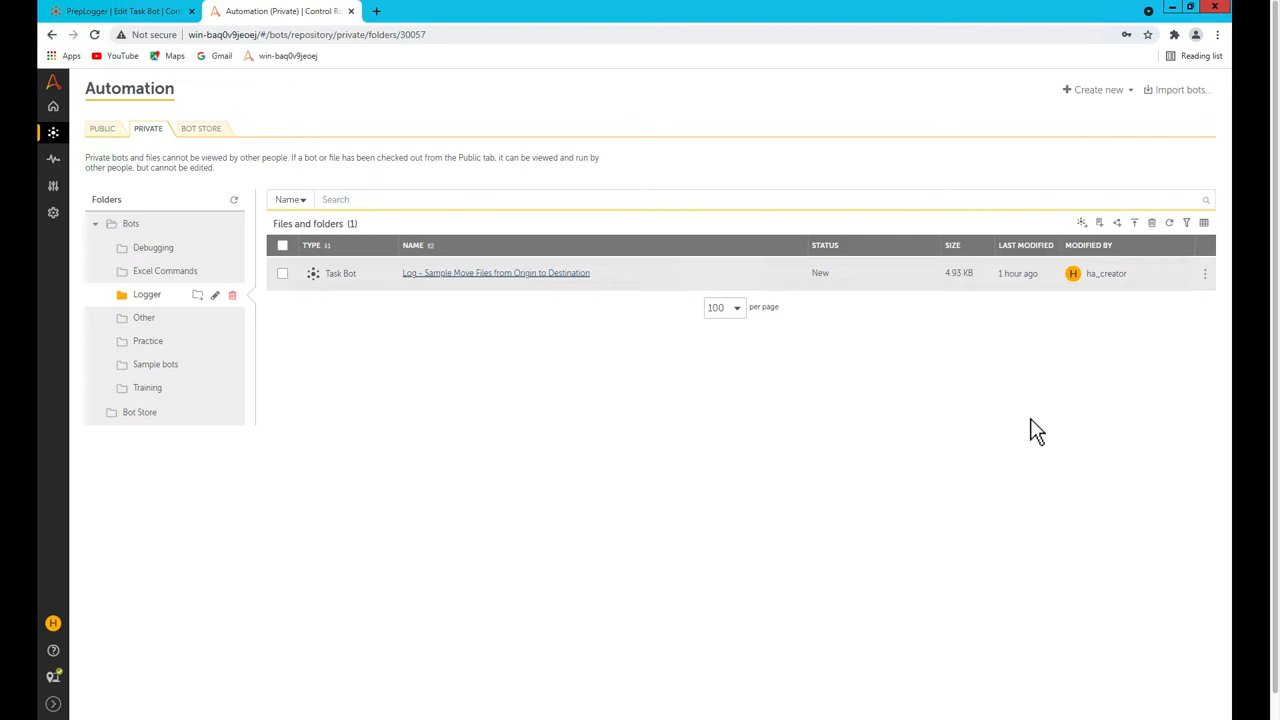 PrepLogger | Edit Task Bot | Con
Automation (Private) | Control Ro
Not secure
win-baq0v9jeoej/#/bots/repository/private/folders/30057
Apps
YouTube
Maps
Gmail
win-baq0v9jeoej
Reading list
Automation
Create new
Import bots...
PUBLIC
PRIVATE
BOT STORE
Private bots and files cannot be viewed by other people. If a bot or file has been checked out from the Public tab, it can be viewed and run by
other people, but cannot be edited.
Folders
Name
Search
Bots
Files and folders (1)
TYPE
NAME
STATUS
SIZE
LAST MODIFIED
MODIFIED BY
Debugging
Excel Commands
Task Bot
Log - Sample Move Files from Origin to Destination
New
4.93 KB
1 hour ago
H
ha_creator
Logger
100
per page
Other
Practice
Sample bots
Training
Bot Store
H